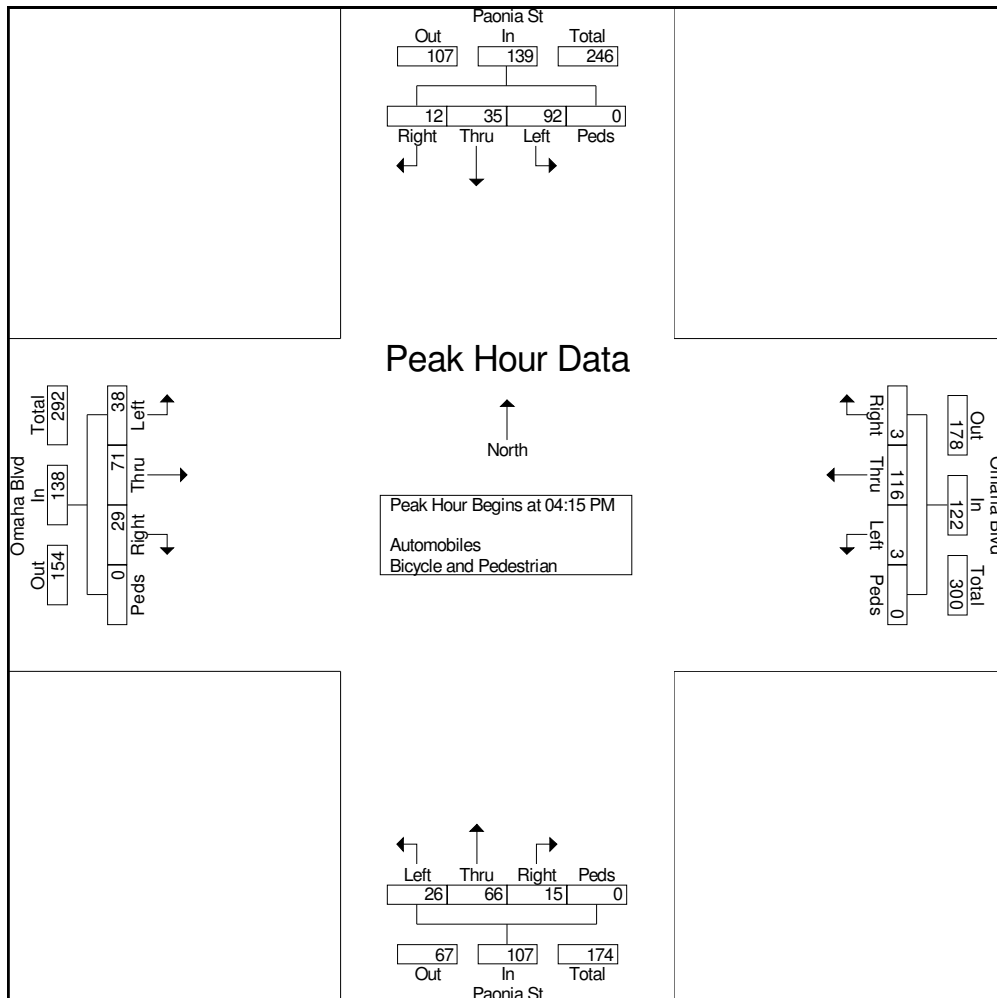 Paonia St
Out In Total
107 139 246
12 35 92 0
Right Thru Left Peds
Peak Hour Data
North
Peak Hour Begins at 04:15 PM
Automobiles
Bicycle and Pedestrian
Omaha Blvd
Out In Total
154 138 292
38 71 29 0
Left Thru Right Peds
Omaha Blvd
Out In Total
178 122 300
3 116 3 0
Right Thru Left Peds
Left Thru Right Peds
26 66 15 0
67 107 174
Out In Total
Paonia St